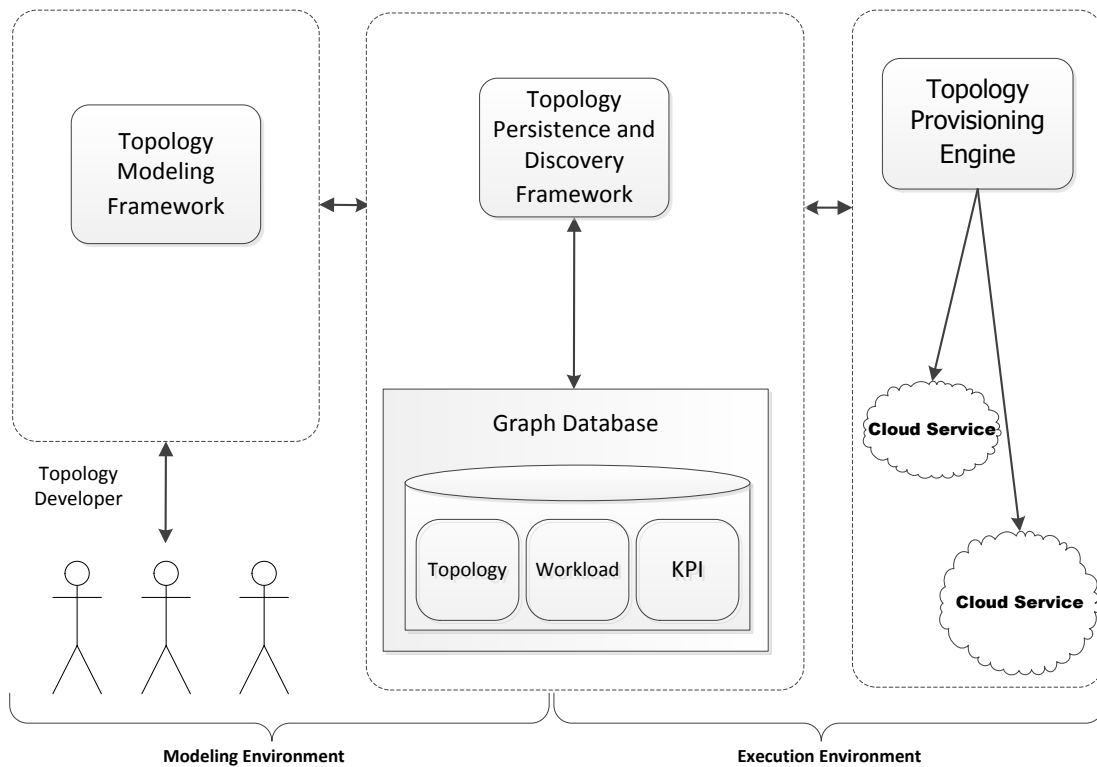 Topology
Modeling
Framework
Topology
Persistence and
Discovery
Framework
Topology
Provisioning
Engine
Graph Database
Topology
Workload
KPI
Cloud Service
Cloud Service
Topology
Developer
Modeling Environment
Execution Environment